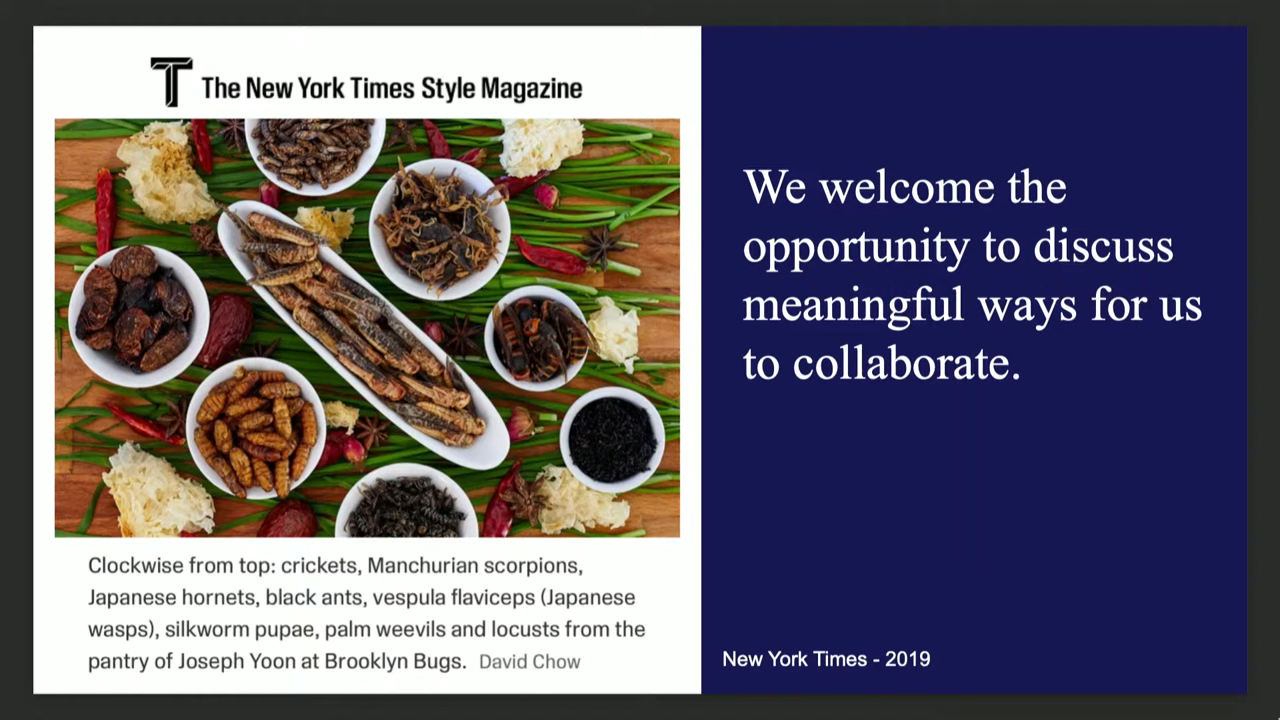 T The New York Times Style Magazine
Clockwise from top: crickets, Manchurian scorpions,
Japanese hornets, black ants, vespula flaviceps (Japanese
wasps), silkworm pupae, palm weevils and locusts from the
pantry of Joseph Yoon at Brooklyn Bugs. David Chow
We welcome the
opportunity to discuss
meaningful ways for us
to collaborate.
New York Times - 2019